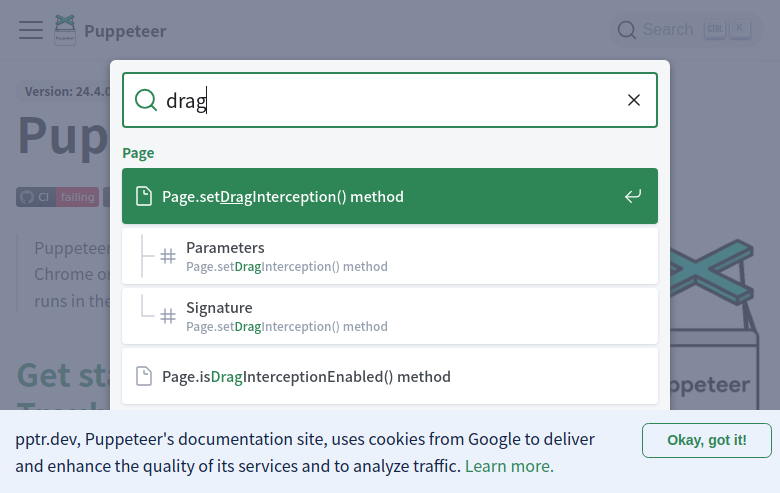 Puppeteer
Search CTRL K
Version: 24.4.0
Pup
CI failing
Puppeteer
Chrome or
runs in the
Get sta
drag
Page
Page.setDragInterception() method
Parameters
Page.setDragInterception() method
Signature
Page.setDragInterception() method
Page.isDragInterceptionEnabled() method
ppeteer
pptr.dev, Puppeteer's documentation site, uses cookies from Google to deliver
and enhance the quality of its services and to analyze traffic. Learn more.
Okay, got it!